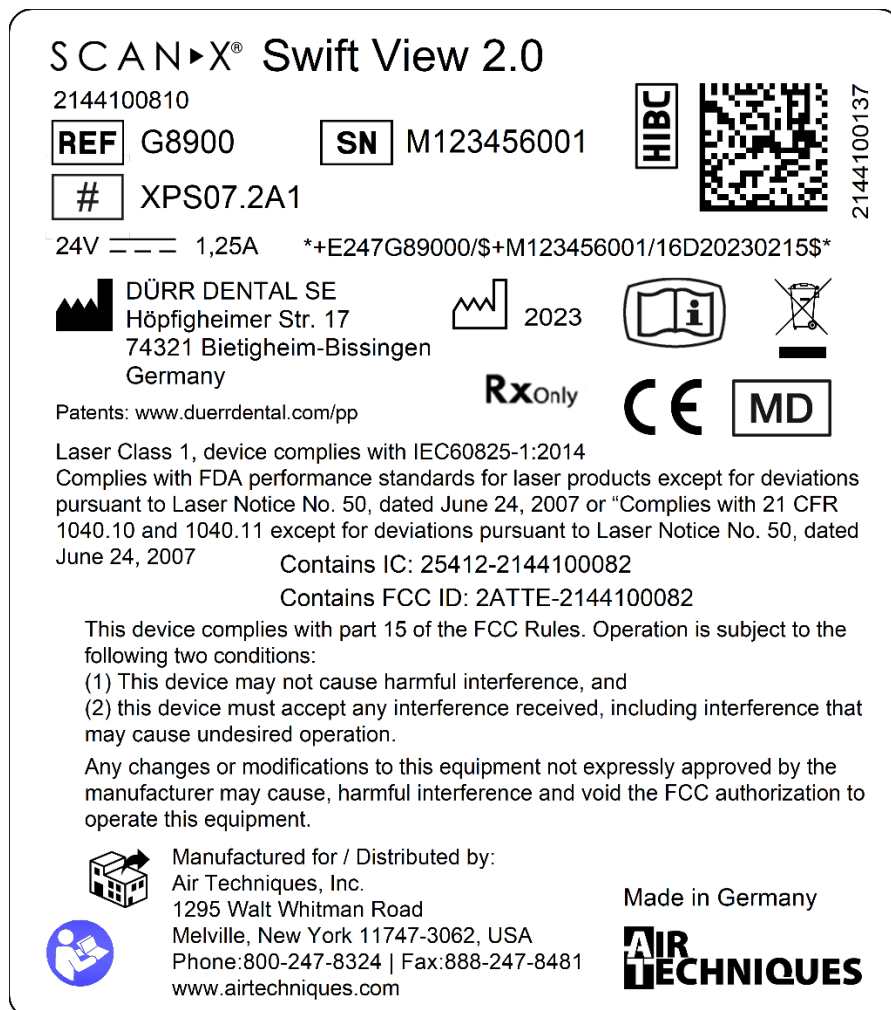 SCAN▸X® Swift View 2.0
2144100810
REF G8900 SN M123456001
HIBC
2144100137
# XPS07.2A1
24V 1,25A *+E247G89000/$+M123456001/16D20230215$*
DÜRR DENTAL SE
Höpfigheimer Str. 17
74321 Bietigheim-Bissingen
Germany
2023
i
Patents: www.duerrdental.com/pp
Rx Only
CE MD
Laser Class 1, device complies with IEC60825-1:2014
Complies with FDA performance standards for laser products except for deviations
pursuant to Laser Notice No. 50, dated June 24, 2007 or “Complies with 21 CFR
1040.10 and 1040.11 except for deviations pursuant to Laser Notice No. 50, dated
June 24, 2007
Contains IC: 25412-2144100082
Contains FCC ID: 2ATTE-2144100082
This device complies with part 15 of the FCC Rules. Operation is subject to the
following two conditions:
(1) This device may not cause harmful interference, and
(2) this device must accept any interference received, including interference that
may cause undesired operation.
Any changes or modifications to this equipment not expressly approved by the
manufacturer may cause, harmful interference and void the FCC authorization to
operate this equipment.
Manufactured for / Distributed by:
Air Techniques, Inc.
1295 Walt Whitman Road
Melville, New York 11747-3062, USA
Phone:800-247-8324 | Fax:888-247-8481
www.airtechniques.com
Made in Germany
AIR
TECHNIQUES